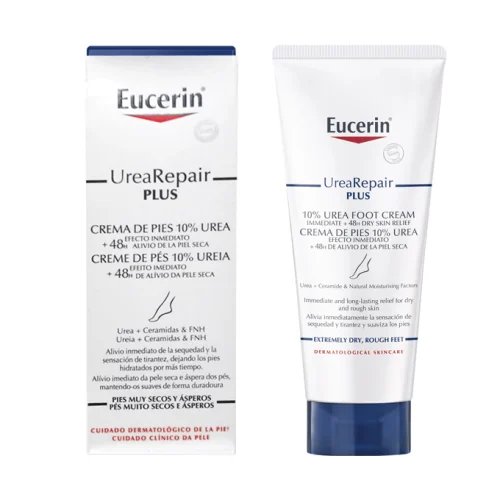 Eucerin®
UreaRepair
PLUS
CREMA DE PIES 10% UREA
EFECTO INMEDIATO
+ 48H DE ALIVIO DE LA PIEL SECA
CREME DE PÉS 10% UREIA
EFEITO IMEDIATO
+ 48H DE ALÍVIO DA PELE SECA
Urea + Ceramidas & FNH
Ureia + Ceramidas & FNH
Alivio inmediato de la sequedad y la
sensación de tirantez, dejando los pies
hidratados por más tiempo.
Alívio imediato da pele seca e áspera dos pés,
mantendo-os suaves de forma duradoura
PIES MUY SECOS Y ÁSPEROS
PÉS MUITO SECOS E ÁSPEROS
CUIDADO DERMATOLÓGICO DE LA PIEL
CUIDADO CLÍNICO DA PELE
Eucerin®
UreaRepair
PLUS
10% UREA FOOT CREAM
IMMEDIATE + 48H DRY SKIN RELIEF
CREMA DE PIES 10% UREA
EFECTO INMEDIATO
+ 48H DE ALIVIO DE LA PIEL SECA
Urea + Ceramide & Natural Moisturising Factors
Immediate and long-lasting relief for dry
and rough skin
Alivia inmediatamente la sensación de
sequedad y tirantez y suaviza los pies
EXTREMELY DRY, ROUGH FEET
DERMATOLOGICAL SKINCARE